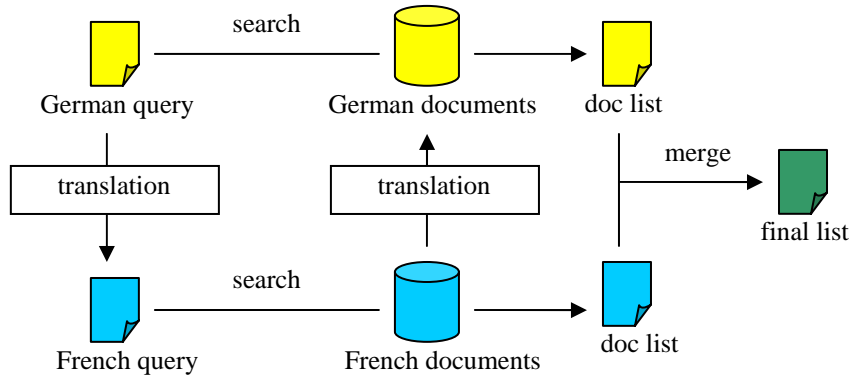 search
German query
German documents
doc list
translation
translation
merge
final list
search
French query
French documents
doc list